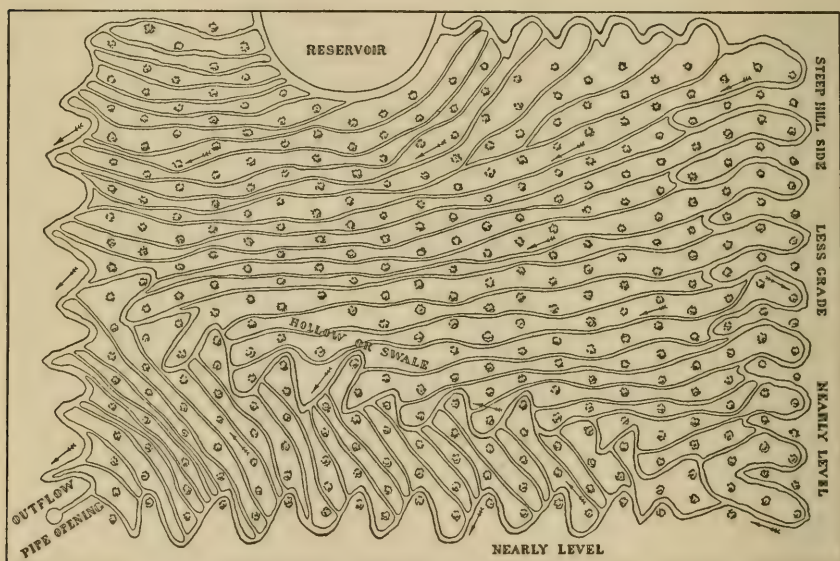 RESERVOIR
STEEP HILL SIDE
LESS GRADE
HOLLOW OR SWALE
NEARLY LEVEL
OUTFLOW
PIPE OPENING
NEARLY LEVEL